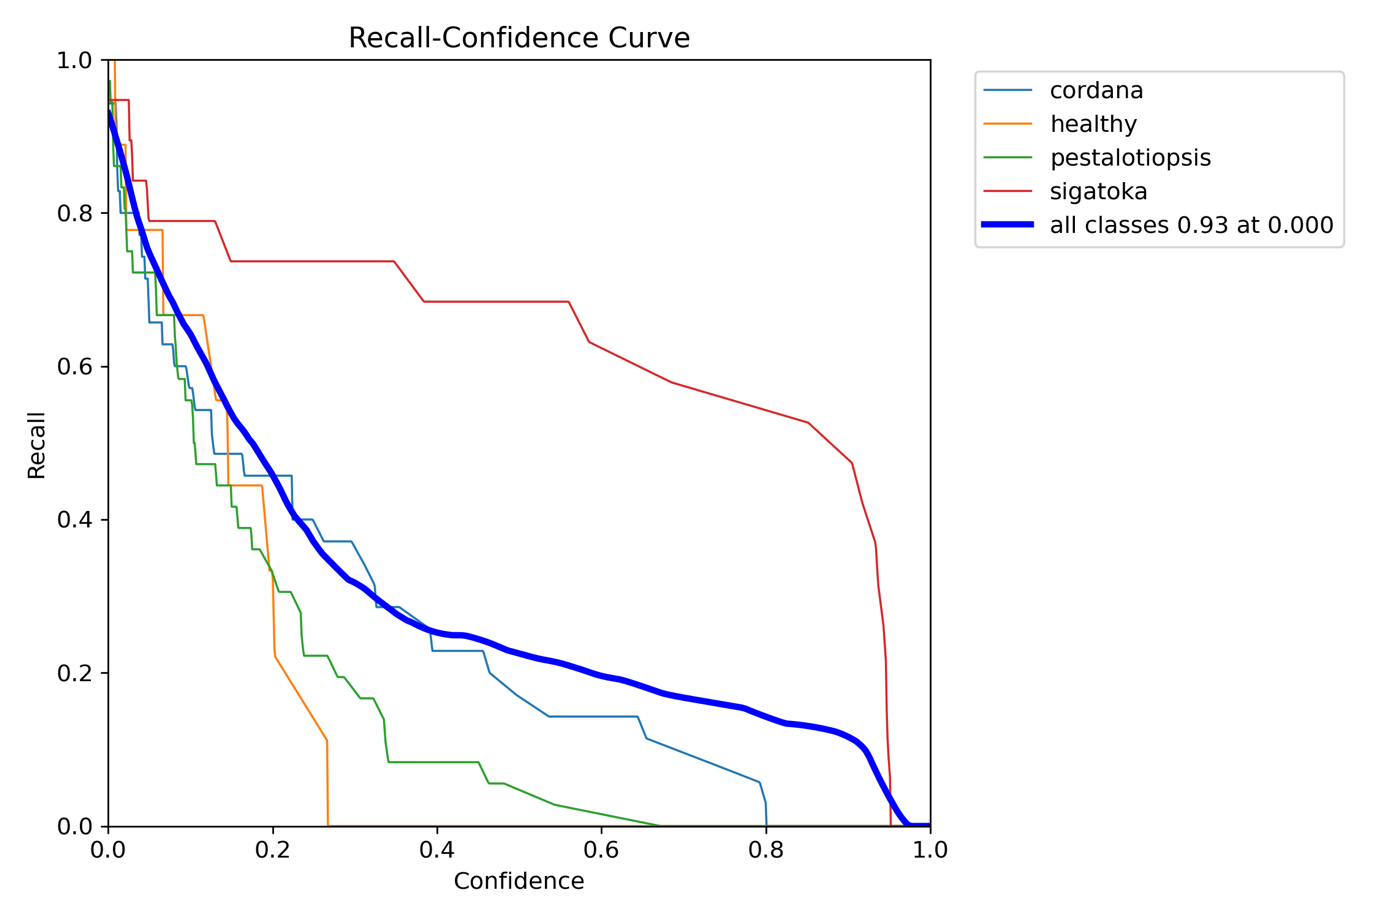 Recall-Confidence Curve
1.0
0.8
0.6
0.4
0.2
0.0
Recall
0.0 0.2 0.4 0.6 0.8 1.0
Confidence
cordana
healthy
pestalotiopsis
sigatoka
all classes 0.93 at 0.000